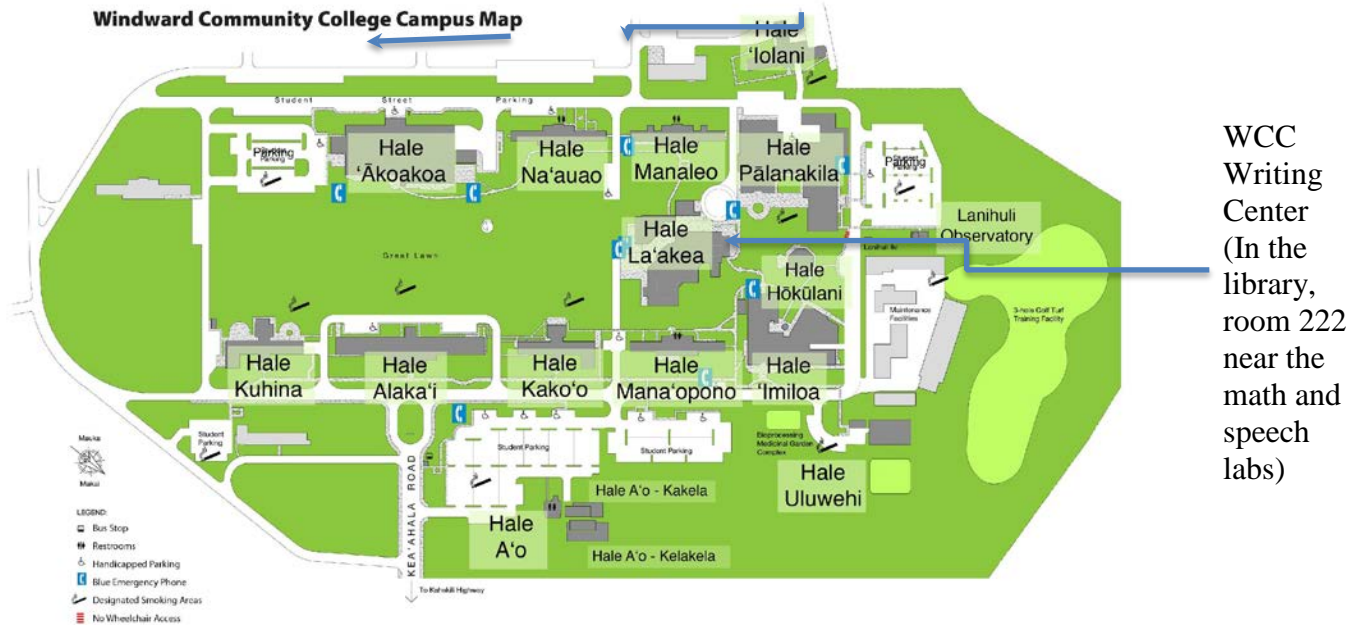 Windward Community College Campus Map
Hale
ʻIolani
Student Street Parking
Parking
Hale
ʻĀkoakoa
Hale
Naʻauao
Hale
Manaleo
Hale
Pālanakila
Parking
WCC
Writing
Center
(In the
library,
room 222
near the
math and
speech
labs)
Lanihuli
Observatory
Hale
Laʻakea
Great Lawn
Hale
Hōkūlani
Maintenance
Facilities
3-hole Golf Turf
Training Facility
Hale
Kuhina
Hale
Alakaʻi
Hale
Kakoʻo
Hale
Manaʻopono
Hale
ʻImiloa
Student
Parking
Student Parking
Student Parking
Bioprocessing
Medicinal Garden
Complex
Hale
Uluwehi
Mauka
Makai
KEAʻAHALA ROAD
Hale Aʻo - Kakela
Hale
Aʻo
Hale Aʻo - Kelakela
To Kahekili Highway
LEGEND:
Bus Stop
Restrooms
Handicapped Parking
Blue Emergency Phone
Designated Smoking Areas
No Wheelchair Access